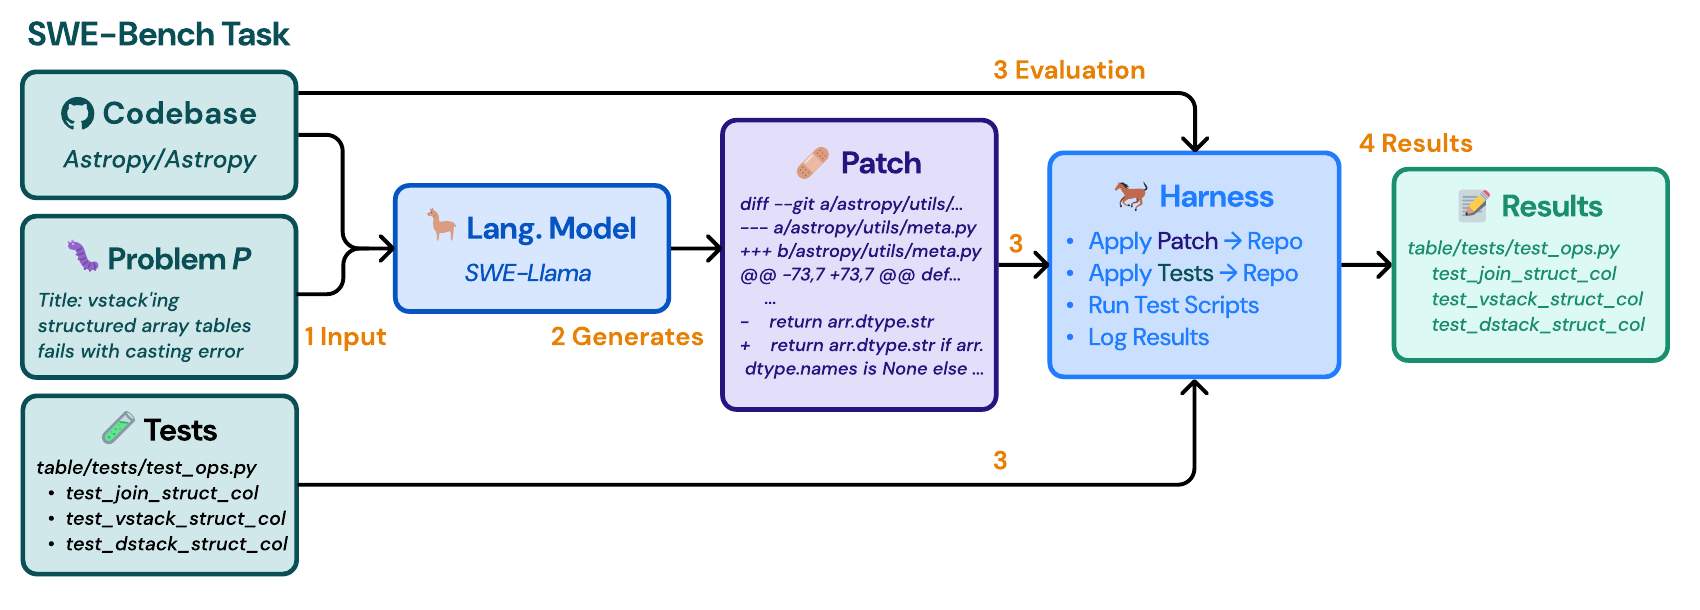 SWE-Bench Task
Codebase
Astropy/Astropy
Problem P
Title: vstack'ing
structured array tables
fails with casting error
Tests
table/tests/test_ops.py
• test_join_struct_col
• test_vstack_struct_col
• test_dstack_struct_col
1 Input
Lang. Model
SWE-Llama
2 Generates
Patch
diff --git a/astropy/utils/...
--- a/astropy/utils/meta.py
+++ b/astropy/utils/meta.py
@@ -73,7 +73,7 @@ def...
...
- return arr.dtype.str
+ return arr.dtype.str if arr.
dtype.names is None else ...
3 Evaluation
3
3
Harness
• Apply Patch → Repo
• Apply Tests → Repo
• Run Test Scripts
• Log Results
4 Results
Results
table/tests/test_ops.py
test_join_struct_col
test_vstack_struct_col
test_dstack_struct_col